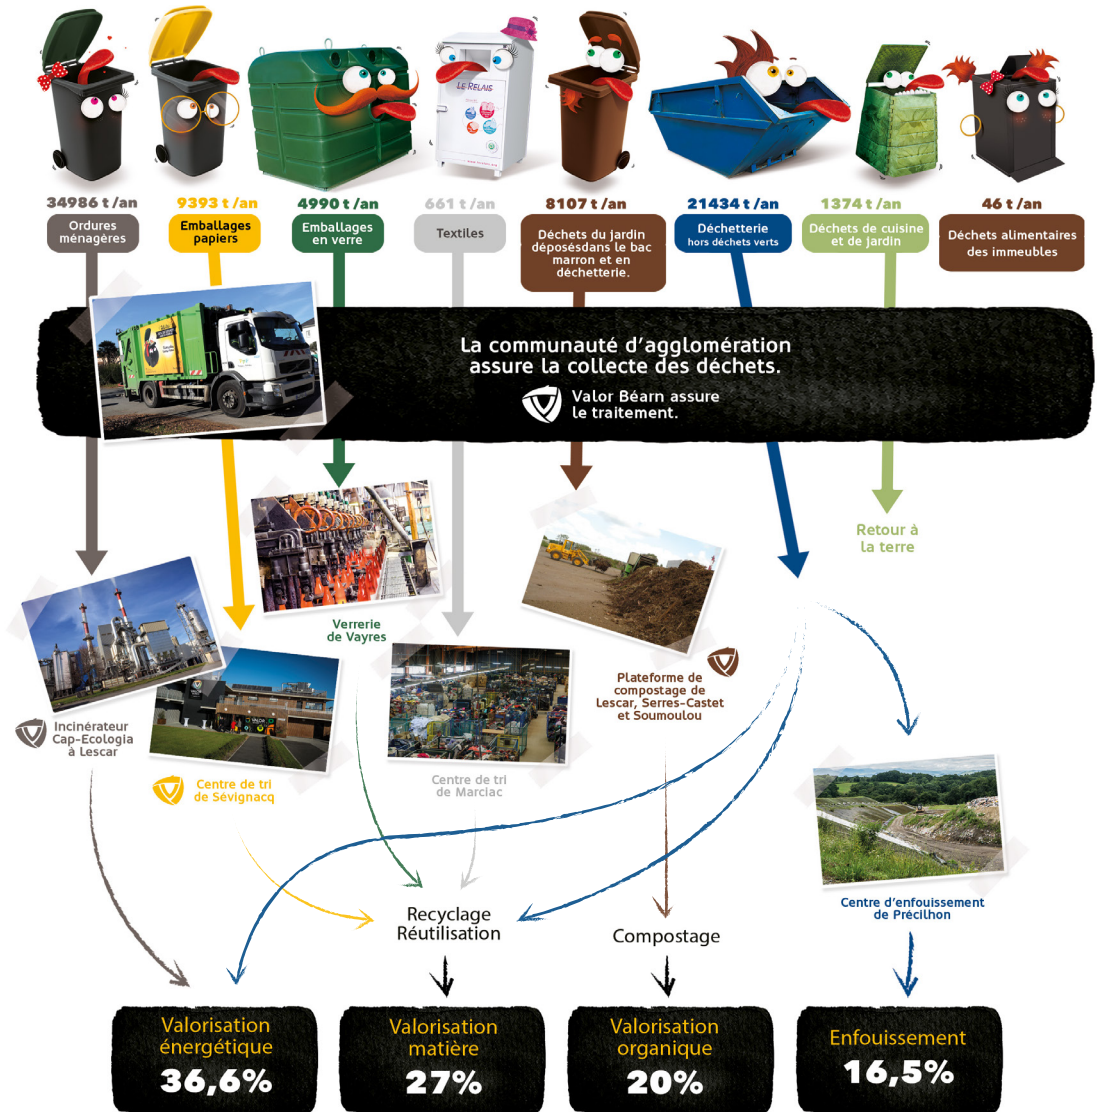 LE RELAIS
34986 t /an
9393 t /an
4990 t /an
661 t /an
8107 t /an
21434 t /an
1374 t /an
46 t /an
Ordures
ménagères
Emballages
papiers
Emballages
en verre
Textiles
Déchets du jardin
déposésdans le bac
marron et en
déchetterie.
Déchetterie
hors déchets verts
Déchets de cuisine
et de jardin
Déchets alimentaires
des immeubles
La communauté d'agglomération
assure la collecte des déchets.
Valor Béarn assure
le traitement.
Retour à
la terre
Verrerie
de Vayres
Plateforme de
compostage de
Lescar, Serres-Castet
et Soumoulou
Incinérateur
Cap-Ecologia
à Lescar
Centre de tri
de Sévignacq
Centre de tri
de Marciac
Centre d'enfouissement
de Précilhon
Recyclage
Réutilisation
Compostage
Valorisation
énergétique
36,6%
Valorisation
matière
27%
Valorisation
organique
20%
Enfouissement
16,5%